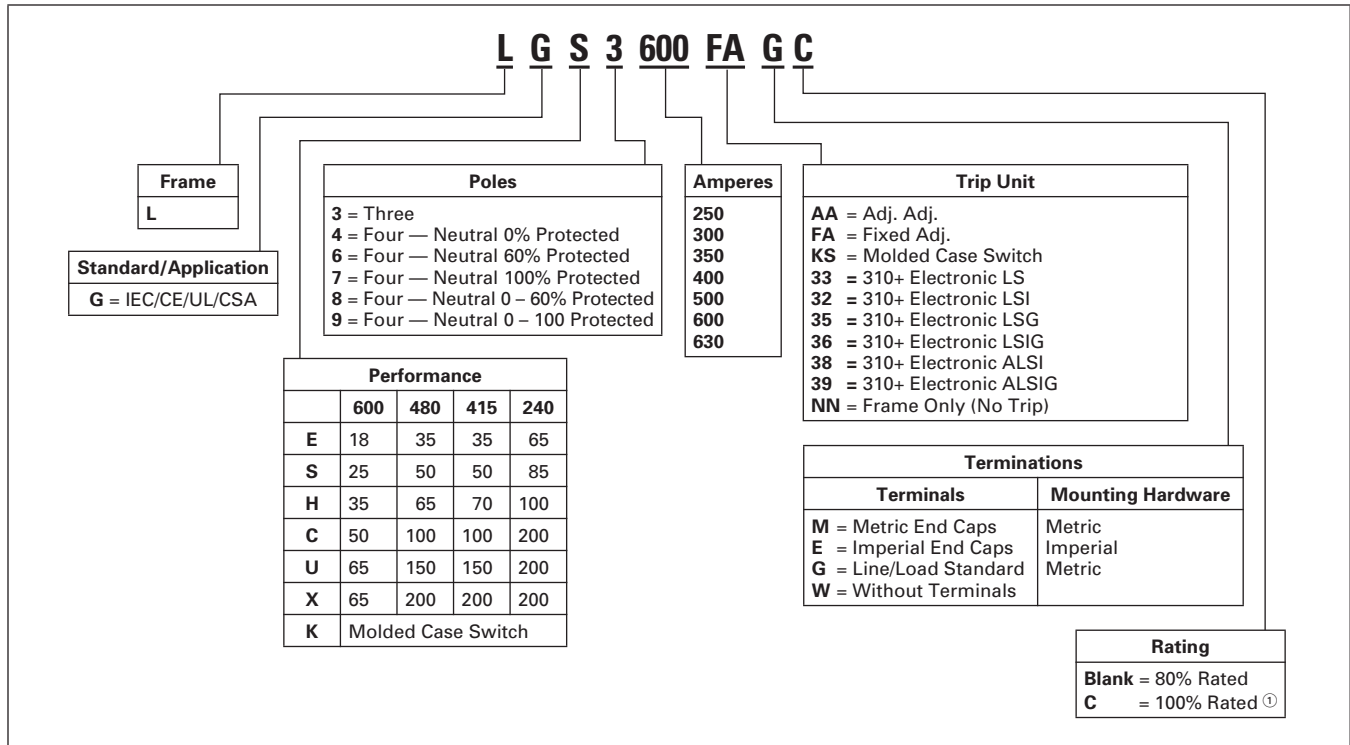 L G S 3 600 FA G C
Frame
L
Standard/Application
G = IEC/CE/UL/CSA
Poles
3 = Three
4 = Four — Neutral 0% Protected
6 = Four — Neutral 60% Protected
7 = Four — Neutral 100% Protected
8 = Four — Neutral 0 – 60% Protected
9 = Four — Neutral 0 – 100 Protected
Amperes
250
300
350
400
500
600
630
Trip Unit
AA = Adj. Adj.
FA = Fixed Adj.
KS = Molded Case Switch
33 = 310+ Electronic LS
32 = 310+ Electronic LSI
35 = 310+ Electronic LSG
36 = 310+ Electronic LSIG
38 = 310+ Electronic ALSI
39 = 310+ Electronic ALSIG
NN = Frame Only (No Trip)
Performance
600 480 415 240
E 18 35 35 65
S 25 50 50 85
H 35 65 70 100
C 50 100 100 200
U 65 150 150 200
X 65 200 200 200
K Molded Case Switch
Terminations
Terminals Mounting Hardware
M = Metric End Caps Metric
E = Imperial End Caps Imperial
G = Line/Load Standard Metric
W = Without Terminals
Rating
Blank = 80% Rated
C = 100% Rated ①